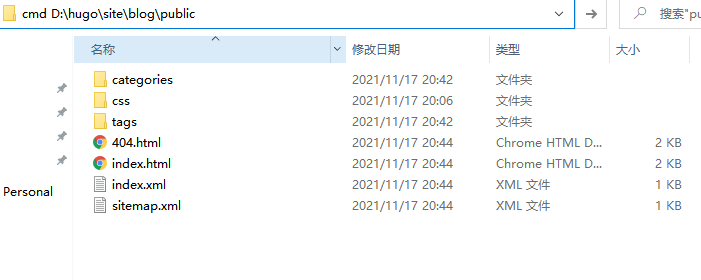 cmd D:\hugo\site\blog\public
搜索"pu
名称 修改日期 类型 大小
categories 2021/11/17 20:42 文件夹
css 2021/11/17 20:06 文件夹
tags 2021/11/17 20:42 文件夹
404.html 2021/11/17 20:44 Chrome HTML D... 2 KB
index.html 2021/11/17 20:44 Chrome HTML D... 2 KB
index.xml 2021/11/17 20:44 XML 文件 1 KB
Personal
sitemap.xml 2021/11/17 20:44 XML 文件 1 KB